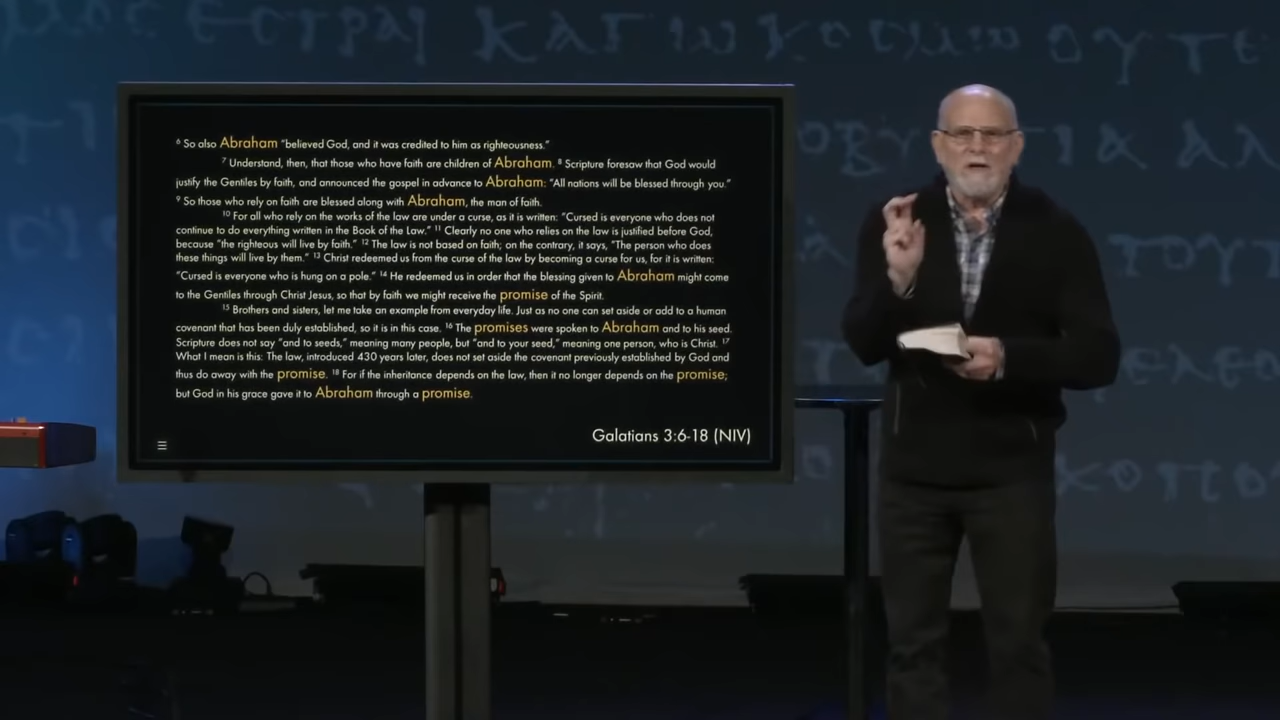 ΚΑΓ
ΟΥΤΕ
⁶ So also Abraham “believed God, and it was credited to him as righteousness.”
⁷ Understand, then, that those who have faith are children of Abraham. ⁸ Scripture foresaw that God would
justify the Gentiles by faith, and announced the gospel in advance to Abraham: “All nations will be blessed through you.”
⁹ So those who rely on faith are blessed along with Abraham, the man of faith.
¹⁰ For all who rely on the works of the law are under a curse, as it is written: “Cursed is everyone who does not
continue to do everything written in the Book of the Law.” ¹¹ Clearly no one who relies on the law is justified before God,
because “the righteous will live by faith.” ¹² The law is not based on faith; on the contrary, it says, “The person who does
these things will live by them.” ¹³ Christ redeemed us from the curse of the law by becoming a curse for us, for it is written:
“Cursed is everyone who is hung on a pole.” ¹⁴ He redeemed us in order that the blessing given to Abraham might come
to the Gentiles through Christ Jesus, so that by faith we might receive the promise of the Spirit.
¹⁵ Brothers and sisters, let me take an example from everyday life. Just as no one can set aside or add to a human
covenant that has been duly established, so it is in this case. ¹⁶ The promises were spoken to Abraham and to his seed.
Scripture does not say “and to seeds,” meaning many people, but “and to your seed,” meaning one person, who is Christ. ¹⁷
What I mean is this: The law, introduced 430 years later, does not set aside the covenant previously established by God and
thus do away with the promise. ¹⁸ For if the inheritance depends on the law, then it no longer depends on the promise;
but God in his grace gave it to Abraham through a promise.
Galatians 3:6-18 (NIV)